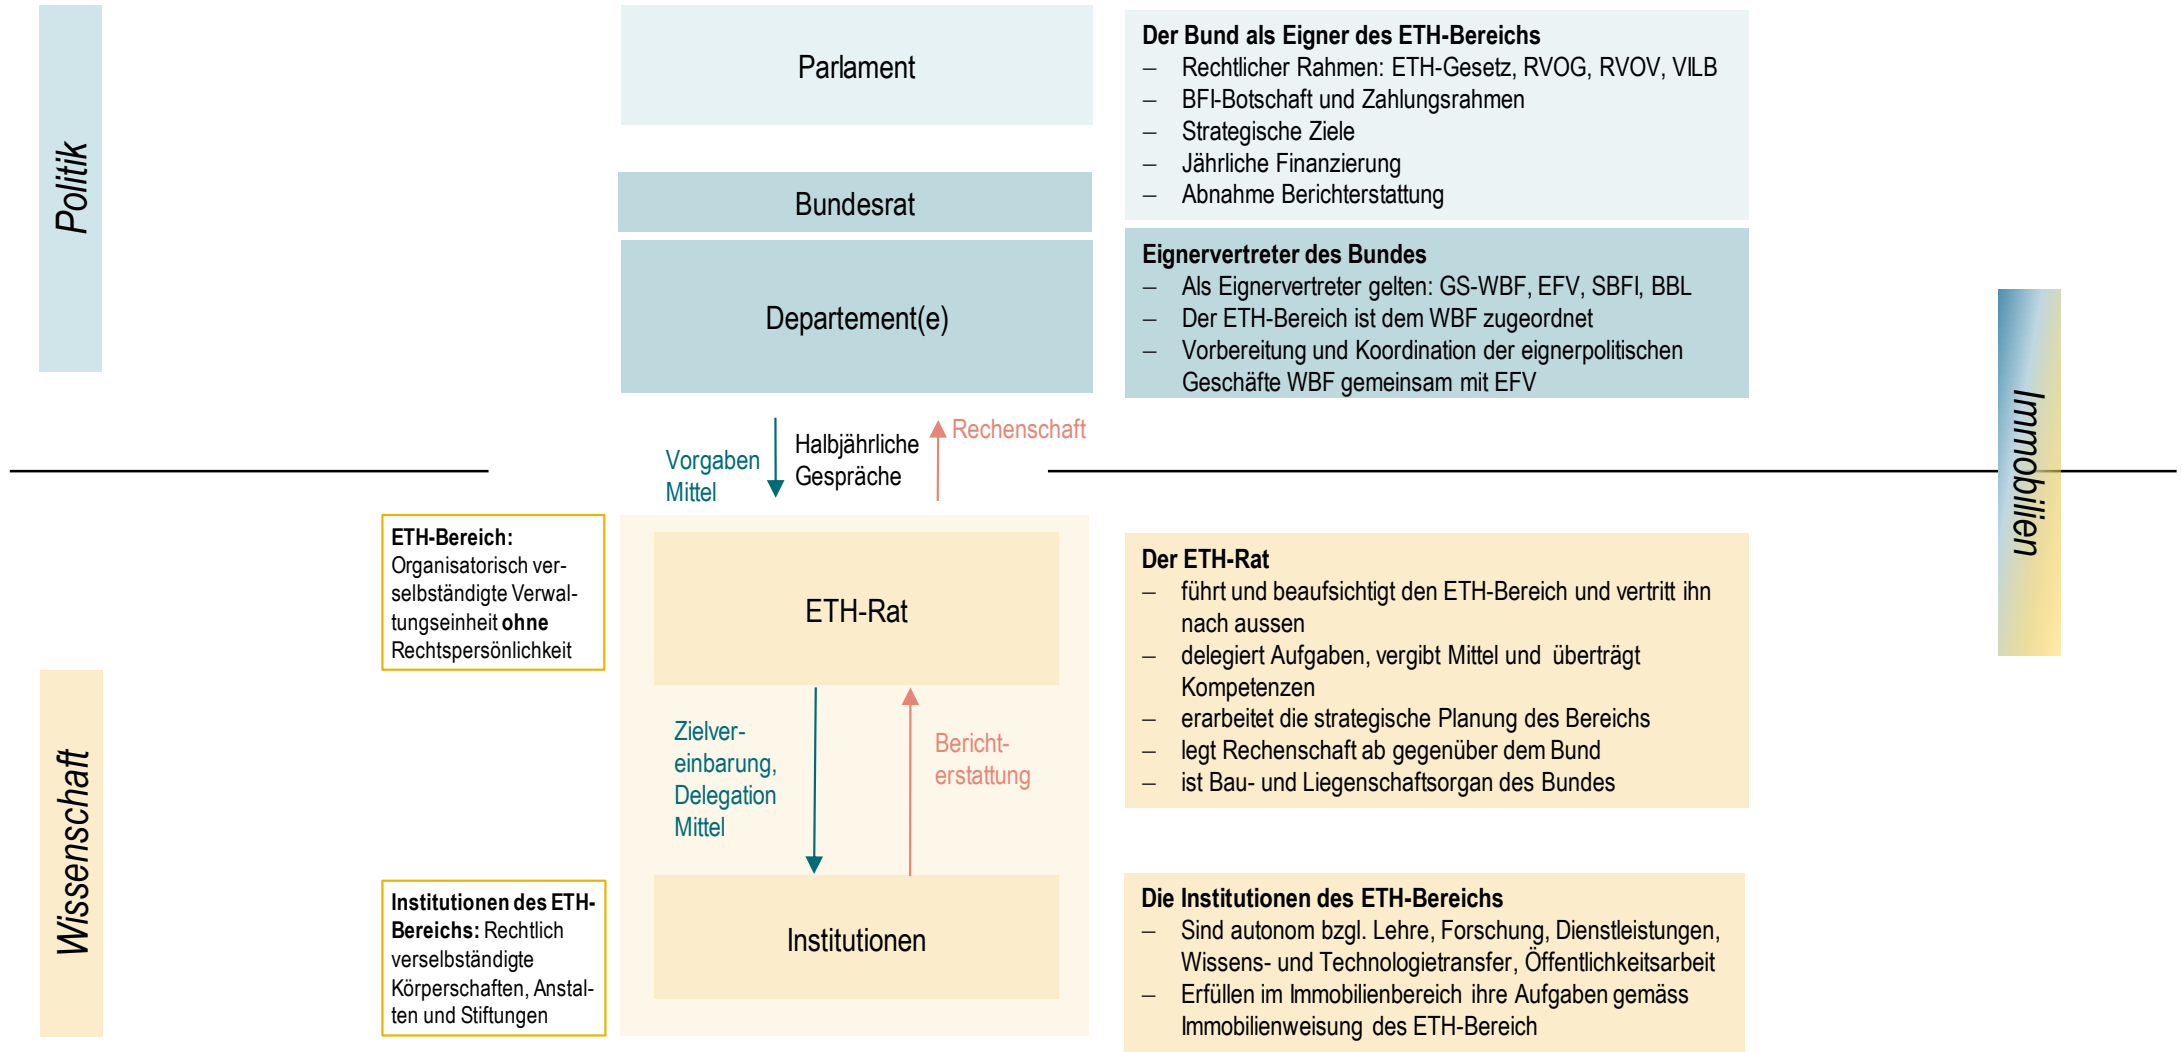 Politik
Parlament
Bundesrat
Departement(e)
Der Bund als Eigner des ETH-Bereichs
– Rechtlicher Rahmen: ETH-Gesetz, RVOG, RVOV, VILB
– BFI-Botschaft und Zahlungsrahmen
– Strategische Ziele
– Jährliche Finanzierung
– Abnahme Berichterstattung
Eignervertreter des Bundes
– Als Eignervertreter gelten: GS-WBF, EFV, SBFI, BBL
– Der ETH-Bereich ist dem WBF zugeordnet
– Vorbereitung und Koordination der eignerpolitischen
Geschäfte WBF gemeinsam mit EFV
Immobilien
Vorgaben
Mittel
Halbjährliche
Gespräche
Rechenschaft
ETH-Bereich:
Organisatorisch ver-
selbständigte Verwal-
tungseinheit ohne
Rechtspersönlichkeit
ETH-Rat
Der ETH-Rat
– führt und beaufsichtigt den ETH-Bereich und vertritt ihn
nach aussen
– delegiert Aufgaben, vergibt Mittel und überträgt
Kompetenzen
– erarbeitet die strategische Planung des Bereichs
– legt Rechenschaft ab gegenüber dem Bund
– ist Bau- und Liegenschaftsorgan des Bundes
Wissenschaft
Zielver-
einbarung,
Delegation
Mittel
Bericht-
erstattung
Institutionen des ETH-
Bereichs: Rechtlich
verselbständigte
Körperschaften, Anstal-
ten und Stiftungen
Institutionen
Die Institutionen des ETH-Bereichs
– Sind autonom bzgl. Lehre, Forschung, Dienstleistungen,
Wissens- und Technologietransfer, Öffentlichkeitsarbeit
– Erfüllen im Immobilienbereich ihre Aufgaben gemäss
Immobilienweisung des ETH-Bereich